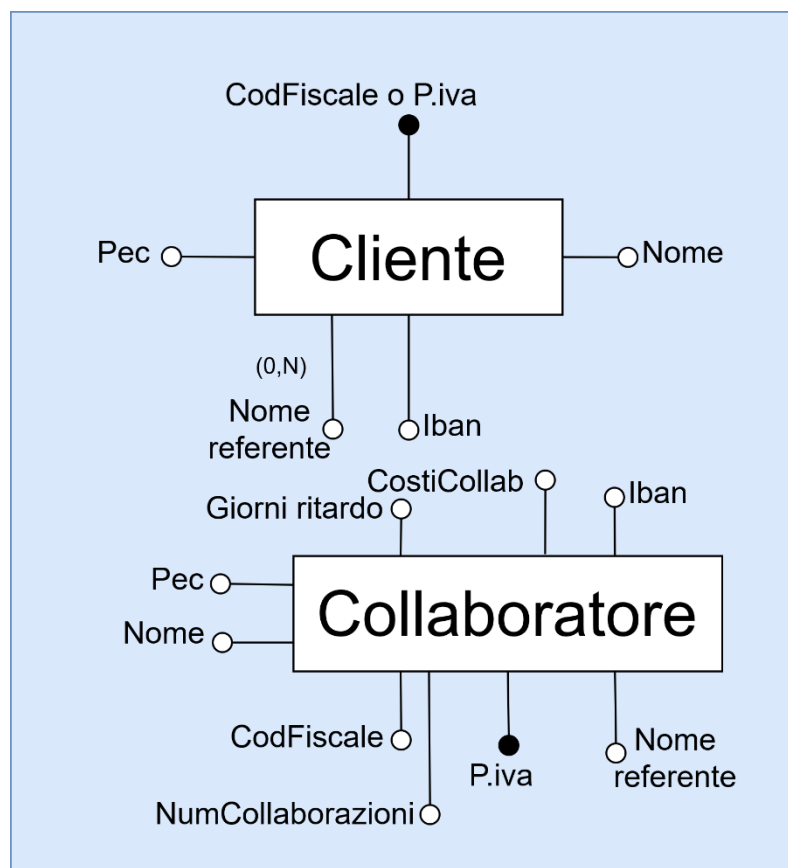 CodFiscale o P.iva
Pec
Cliente
Nome
(0,N)
Nome
referente
Iban
CostiCollab
Giorni ritardo
Iban
Pec
Nome
Collaboratore
CodFiscale
P.iva
Nome
referente
NumCollaborazioni